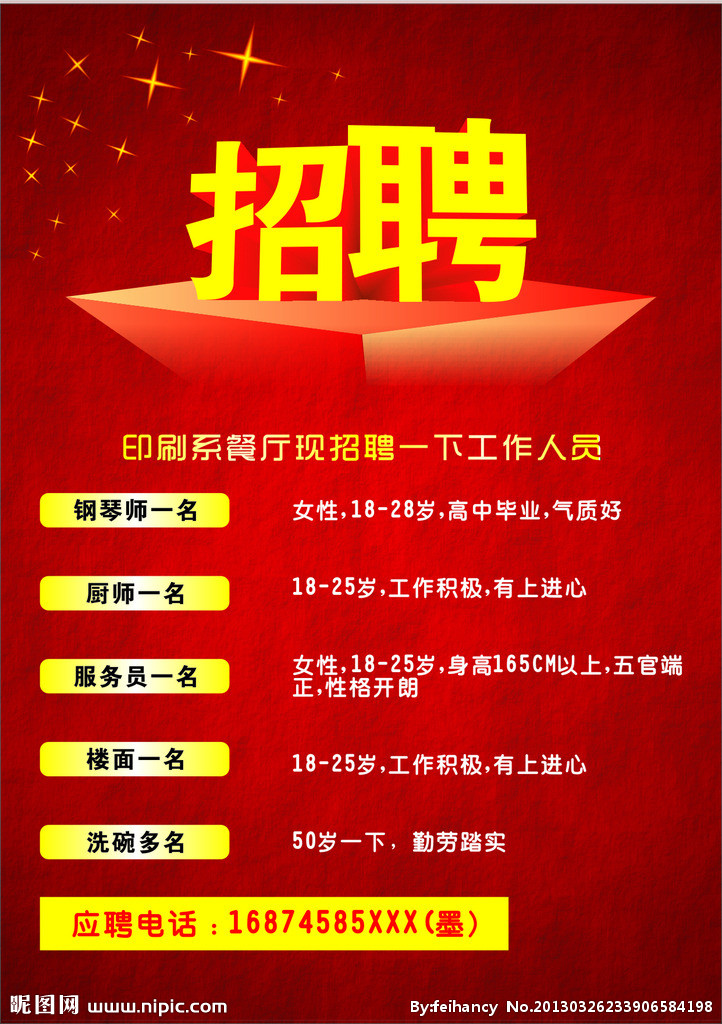 招聘
印刷系餐厅现招聘一下工作人员
钢琴师一名
女性,18-28岁,高中毕业,气质好
厨师一名
18-25岁,工作积极,有上进心
服务员一名
女性,18-25岁,身高165CM以上,五官端
正,性格开朗
楼面一名
18-25岁,工作积极,有上进心
洗碗多名
50岁一下，勤劳踏实
应聘电话:16874585XXX(墨)
昵图网 www.nipic.com
By:feihancy No.20130326233906584198